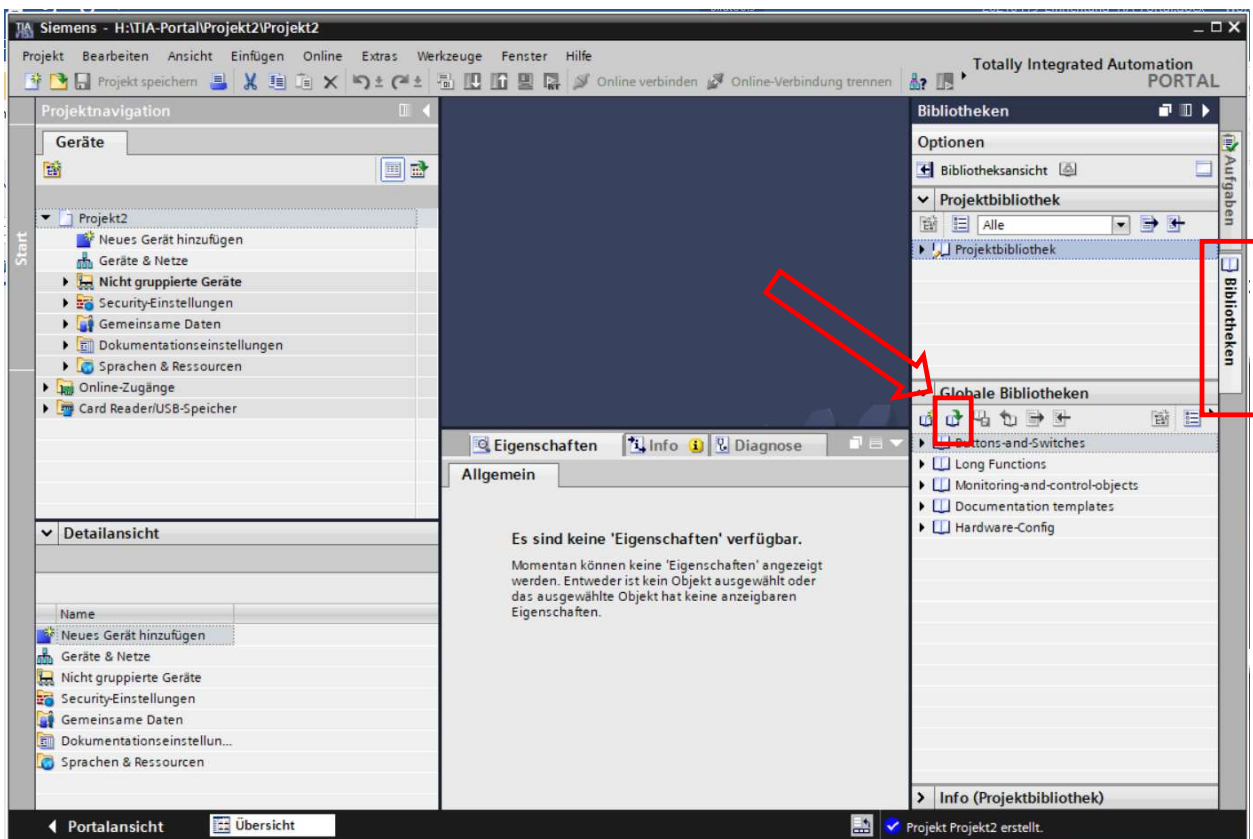 Siemens - H:\TIA-Portal\Projekt2\Projekt2
Projekt Bearbeiten Ansicht Einfügen Online Extras Werkzeuge Fenster Hilfe
Totally Integrated Automation
PORTAL
Projekt speichern
Online verbinden
Online-Verbindung trennen
Start
Projektnavigation
Geräte
Projekt2
Neues Gerät hinzufügen
Geräte & Netze
Nicht gruppierte Geräte
Security-Einstellungen
Gemeinsame Daten
Dokumentationseinstellungen
Sprachen & Ressourcen
Online-Zugänge
Card Reader/USB-Speicher
Detailansicht
Name
Neues Gerät hinzufügen
Geräte & Netze
Nicht gruppierte Geräte
Security-Einstellungen
Gemeinsame Daten
Dokumentationseinstellun...
Sprachen & Ressourcen
Eigenschaften
Info
Diagnose
Allgemein
Es sind keine 'Eigenschaften' verfügbar.
Momentan können keine 'Eigenschaften' angezeigt
werden. Entweder ist kein Objekt ausgewählt oder
das ausgewählte Objekt hat keine anzeigbaren
Eigenschaften.
Bibliotheken
Optionen
Bibliotheksansicht
Projektbibliothek
Alle
Projektbibliothek
Globale Bibliotheken
Buttons-and-Switches
Long Functions
Monitoring-and-control-objects
Documentation templates
Hardware-Config
Info (Projektbibliothek)
Aufgaben
Bibliotheken
Portalansicht
Übersicht
Projekt Projekt2 erstellt.